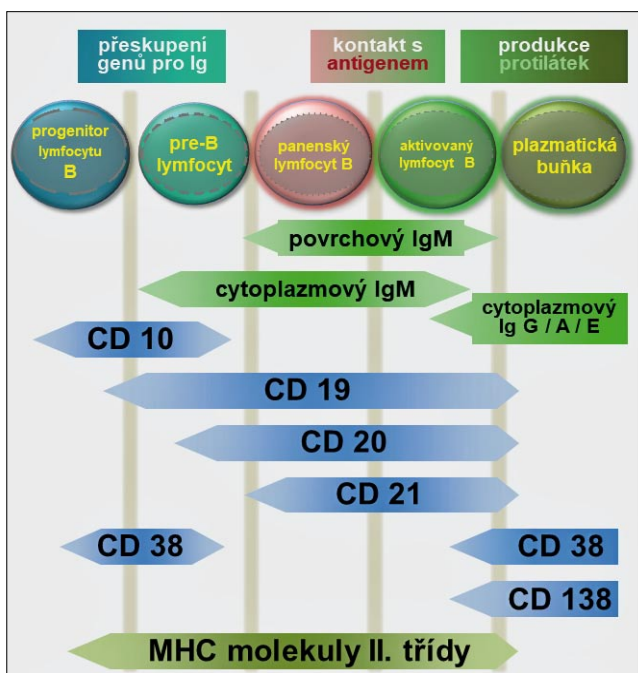 přeskupení
genů pro Ig
kontakt s
antigenem
produkce
protilátek
progenitor
lymfocytu
B
pre-B
lymfocyt
panenský
lymfocyt B
aktivovaný
lymfocyt B
plazmatická
buňka
povrchový IgM
cytoplazmový IgM
cytoplazmový
Ig G / A / E
CD 10
CD 19
CD 20
CD 21
CD 38
CD 38
CD 138
MHC molekuly II. třídy